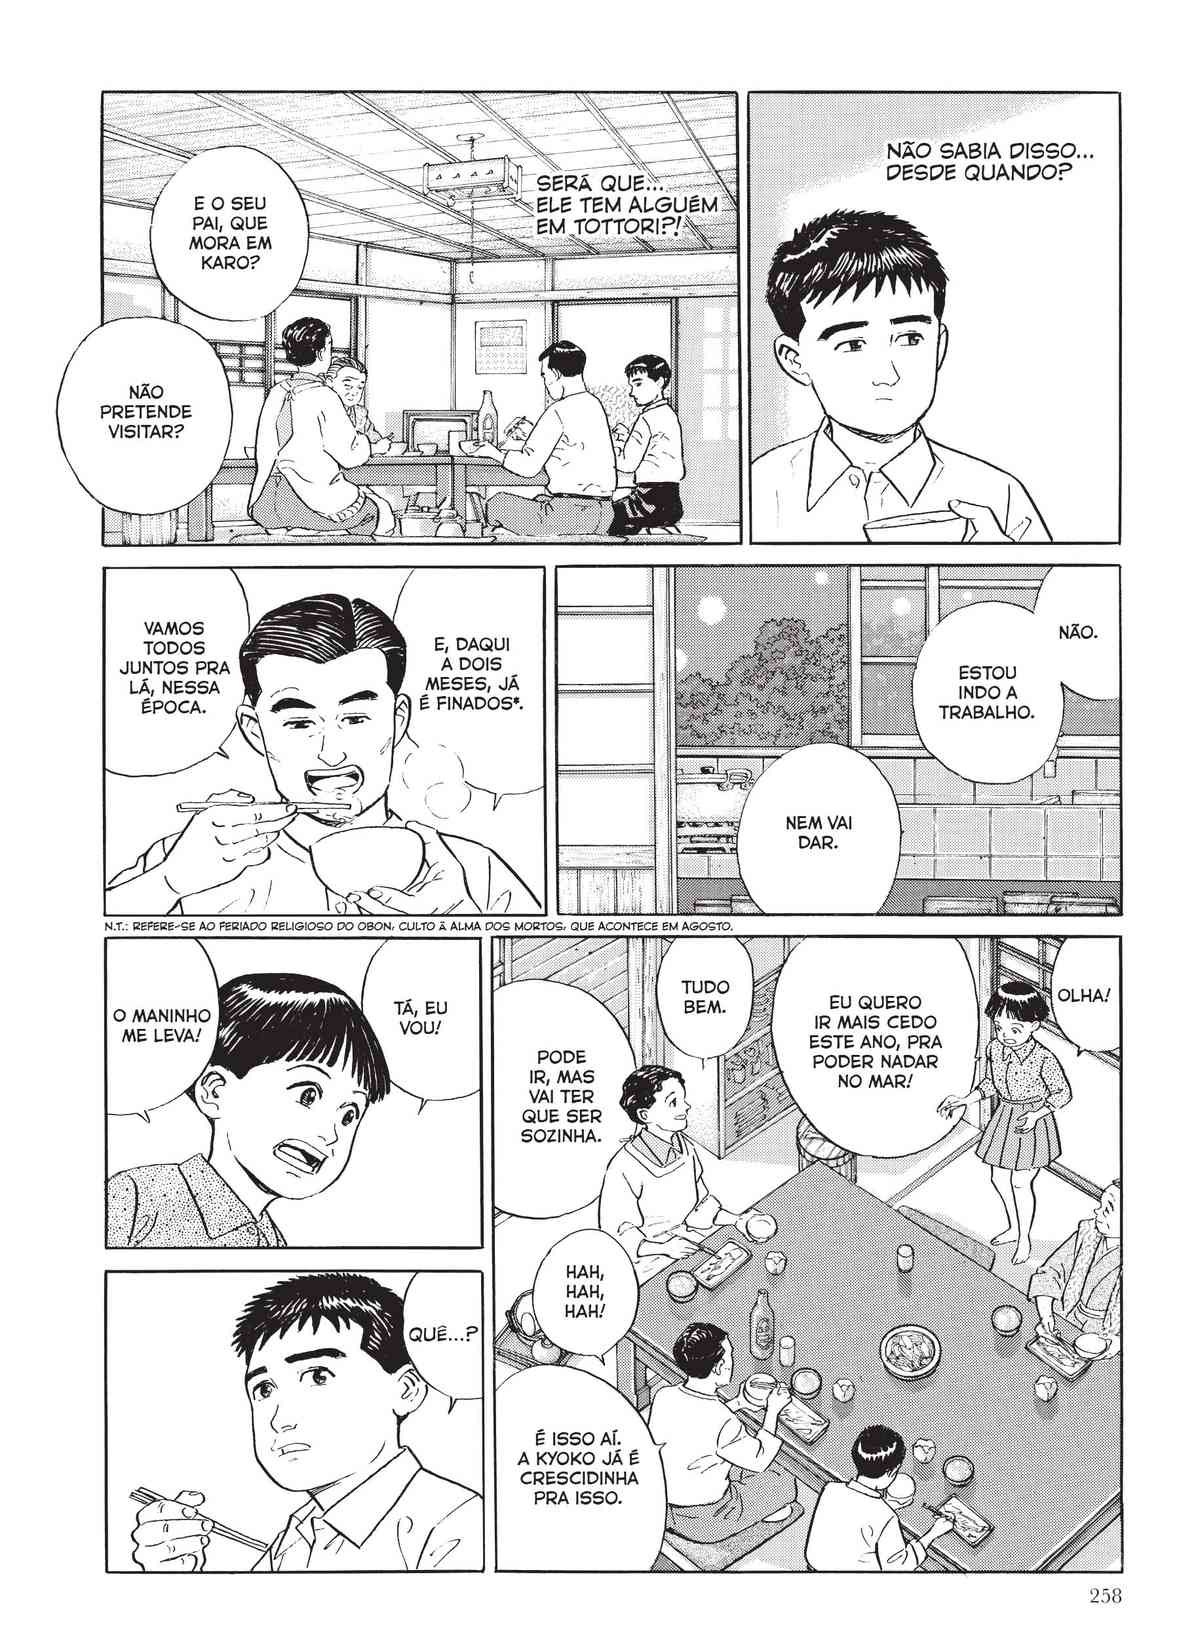 NÃO SABIA DISSO...
DESDE QUANDO?
SERÁ QUE...
ELE TEM ALGUÉM
EM TOTTORI?!
E O SEU
PAI, QUE
MORA EM
KARO?
NÃO
PRETENDE
VISITAR?
NÃO.
ESTOU
INDO A
TRABALHO.
NEM VAI
DAR.
E, DAQUI
A DOIS
MESES, JÁ
É FINADOS*.
VAMOS
TODOS
JUNTOS PRA
LÁ, NESSA
ÉPOCA.
N.T.: REFERE-SE AO FERIADO RELIGIOSO DO OBON, CULTO À ALMA DOS MORTOS, QUE ACONTECE EM AGOSTO.
OLHA!
EU QUERO
IR MAIS CEDO
ESTE ANO, PRA
PODER NADAR
NO MAR!
TUDO
BEM.
PODE
IR, MAS
VAI TER
QUE SER
SOZINHA.
HAH,
HAH,
HAH!
É ISSO AÍ.
A KYOKO JÁ É
CRESCIDINHA
PRA ISSO.
TÁ, EU
VOU!
O MANINHO
ME LEVA!
QUÊ...?
258